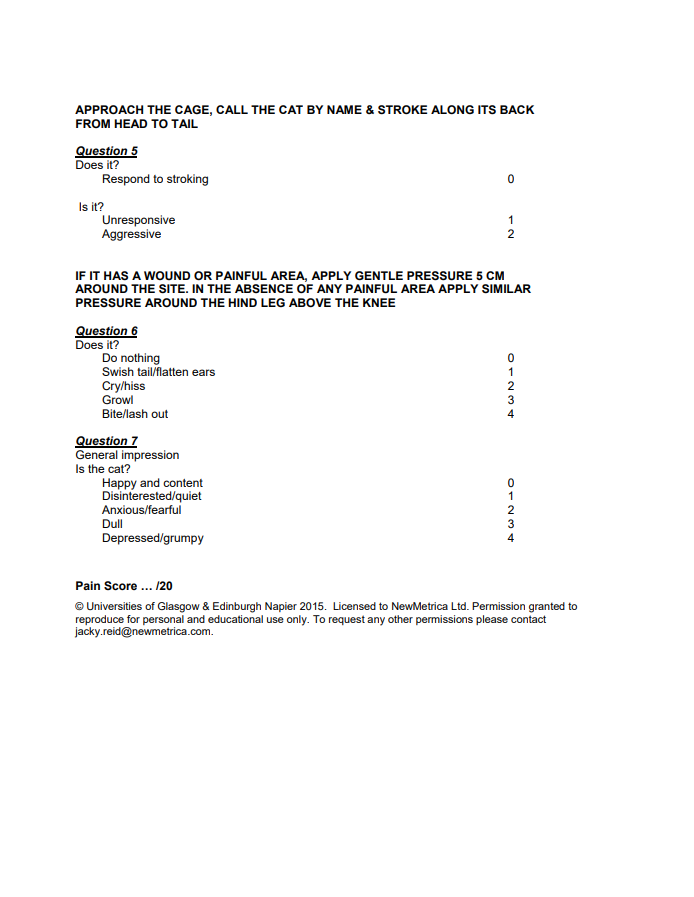 APPROACH THE CAGE, CALL THE CAT BY NAME & STROKE ALONG ITS BACK
FROM HEAD TO TAIL
Question 5
Does it?
Respond to stroking 0
Is it?
Unresponsive 1
Aggressive 2
IF IT HAS A WOUND OR PAINFUL AREA, APPLY GENTLE PRESSURE 5 CM
AROUND THE SITE. IN THE ABSENCE OF ANY PAINFUL AREA APPLY SIMILAR
PRESSURE AROUND THE HIND LEG ABOVE THE KNEE
Question 6
Does it?
Do nothing 0
Swish tail/flatten ears 1
Cry/hiss 2
Growl 3
Bite/lash out 4
Question 7
General impression
Is the cat?
Happy and content 0
Disinterested/quiet 1
Anxious/fearful 2
Dull 3
Depressed/grumpy 4
Pain Score … /20
© Universities of Glasgow & Edinburgh Napier 2015. Licensed to NewMetrica Ltd. Permission granted to
reproduce for personal and educational use only. To request any other permissions please contact
jacky.reid@newmetrica.com.